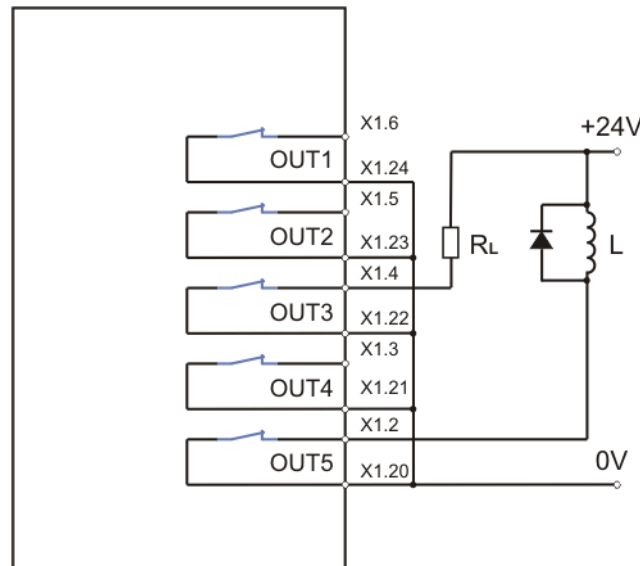 X1.6
+24V
OUT1
X1.24
X1.5
OUT2
X1.23
RL
L
X1.4
OUT3
X1.22
X1.3
OUT4
X1.21
X1.2
OUT5
X1.20
0V